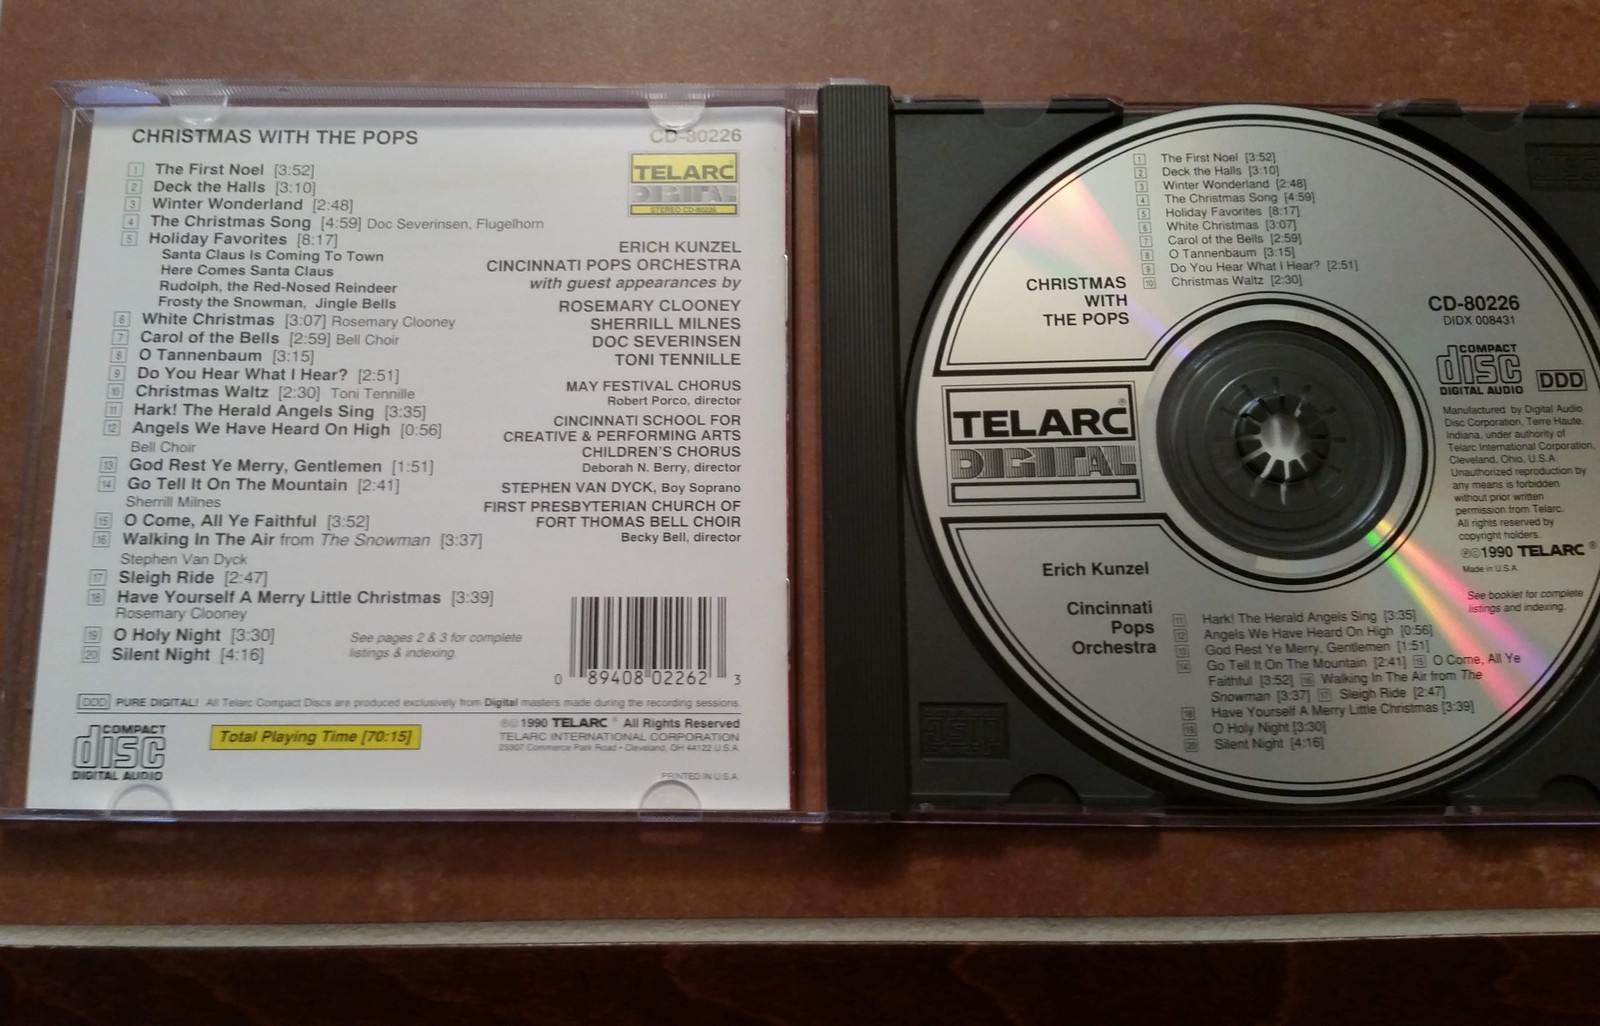 CHRISTMAS WITH THE POPS
CD-80226
1 The First Noel [3:52]
2 Deck the Halls [3:10]
3 Winter Wonderland [2:48]
4 The Christmas Song [4:59] Doc Severinsen, Flugelhorn
5 Holiday Favorites [8:17]
Santa Claus Is Coming To Town
Here Comes Santa Claus
Rudolph, the Red-Nosed Reindeer
Frosty the Snowman, Jingle Bells
6 White Christmas [3:07] Rosemary Clooney
7 Carol of the Bells [2:59] Bell Choir
8 O Tannenbaum [3:15]
9 Do You Hear What I Hear? [2:51]
10 Christmas Waltz [2:30] Toni Tennille
11 Hark! The Herald Angels Sing [3:35]
12 Angels We Have Heard On High [0:56]
Bell Choir
13 God Rest Ye Merry, Gentlemen [1:51]
14 Go Tell It On The Mountain [2:41]
Sherrill Milnes
15 O Come, All Ye Faithful [3:52]
16 Walking In The Air from The Snowman [3:37]
Stephen Van Dyck
17 Sleigh Ride [2:47]
18 Have Yourself A Merry Little Christmas [3:39]
Rosemary Clooney
19 O Holy Night [3:30]
20 Silent Night [4:16]
See pages 2 & 3 for complete
listings & indexing.
TELARC®
DIGITAL
STEREO CD-80226
ERICH KUNZEL
CINCINNATI POPS ORCHESTRA
with guest appearances by
ROSEMARY CLOONEY
SHERRILL MILNES
DOC SEVERINSEN
TONI TENNILLE
MAY FESTIVAL CHORUS
Robert Porco, director
CINCINNATI SCHOOL FOR
CREATIVE & PERFORMING ARTS
CHILDREN'S CHORUS
Deborah N. Berry, director
STEPHEN VAN DYCK, Boy Soprano
FIRST PRESBYTERIAN CHURCH OF
FORT THOMAS BELL CHOIR
Becky Bell, director
0 89408 02262 3
DDD PURE DIGITAL! All Telarc Compact Discs are produced exclusively from Digital masters made during the recording sessions.
COMPACT
disc
DIGITAL AUDIO
Total Playing Time [70:15]
℗©1990 TELARC® All Rights Reserved
TELARC INTERNATIONAL CORPORATION
23307 Commerce Park Road • Cleveland, OH 44122 U.S.A.
PRINTED IN U.S.A.
1 The First Noel [3:52]
2 Deck the Halls [3:10]
3 Winter Wonderland [2:48]
4 The Christmas Song [4:59]
5 Holiday Favorites [8:17]
6 White Christmas [3:07]
7 Carol of the Bells [2:59]
8 O Tannenbaum [3:15]
9 Do You Hear What I Hear? [2:51]
10 Christmas Waltz [2:30]
CHRISTMAS
WITH
THE POPS
TELARC®
DIGITAL
CD-80226
DIDX 008431
COMPACT
disc
DIGITAL AUDIO
DDD
Manufactured by Digital Audio
Disc Corporation, Terre Haute,
Indiana, under authority of
Telarc International Corporation,
Cleveland, Ohio, U.S.A.
Unauthorized reproduction by
any means is forbidden
without prior written
permission from Telarc.
All rights reserved by
copyright holders.
℗©1990 TELARC®
Made in U.S.A.
See booklet for complete
listings and indexing.
Erich Kunzel
Cincinnati
Pops
Orchestra
11 Hark! The Herald Angels Sing [3:35]
12 Angels We Have Heard On High [0:56]
13 God Rest Ye Merry, Gentlemen [1:51]
14 Go Tell It On The Mountain [2:41] 15 O Come, All Ye
Faithful [3:52] 16 Walking In The Air from The
Snowman [3:37] 17 Sleigh Ride [2:47]
18 Have Yourself A Merry Little Christmas [3:39]
19 O Holy Night [3:30]
20 Silent Night [4:16]